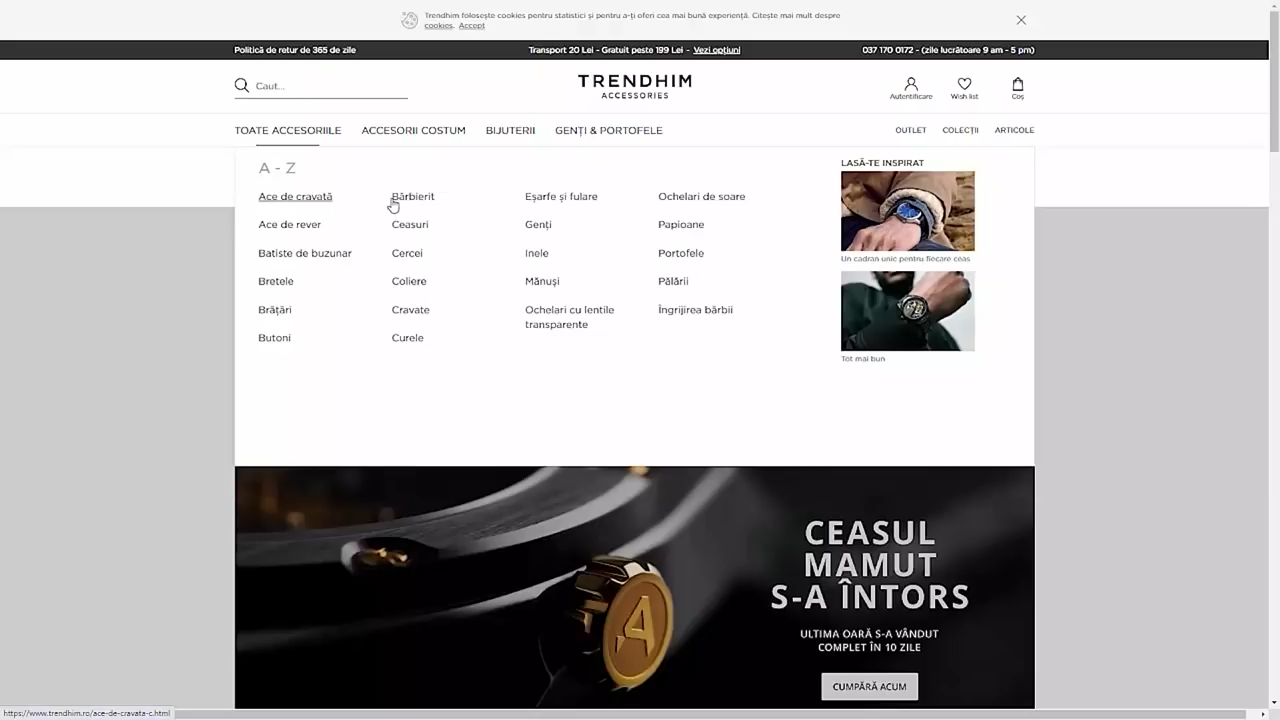 Trendhim folosește cookies pentru statistici și pentru a-ți oferi cea mai bună experiență. Citește mai mult despre
cookies. Accept
Politică de retur de 365 de zile
Transport 20 Lei - Gratuit peste 199 Lei - Vezi opțiuni
037 170 0172 - (zile lucrătoare 9 am - 5 pm)
Caut...
TRENDHIM
ACCESSORIES
Autentificare
Wish list
Coș
TOATE ACCESORIILE
ACCESORII COSTUM
BIJUTERII
GENȚI & PORTOFELE
OUTLET
COLECȚII
ARTICOLE
A - Z
Ace de cravată
Ace de rever
Batiste de buzunar
Bretele
Brățări
Butoni
Bărbierit
Ceasuri
Cercei
Coliere
Cravate
Curele
Eșarfe și fulare
Genți
Inele
Mănuși
Ochelari cu lentile
transparente
Ochelari de soare
Papioane
Portofele
Pălării
Îngrijirea bărbii
LASĂ-TE INSPIRAT
Un cadran unic pentru fiecare ceas
Tot mai bun
A
CEASUL
MAMUT
S-A ÎNTORS
ULTIMA OARĂ S-A VÂNDUT
COMPLET ÎN 10 ZILE
CUMPĂRĂ ACUM
https://www.trendhim.ro/ace-de-cravata-c.html